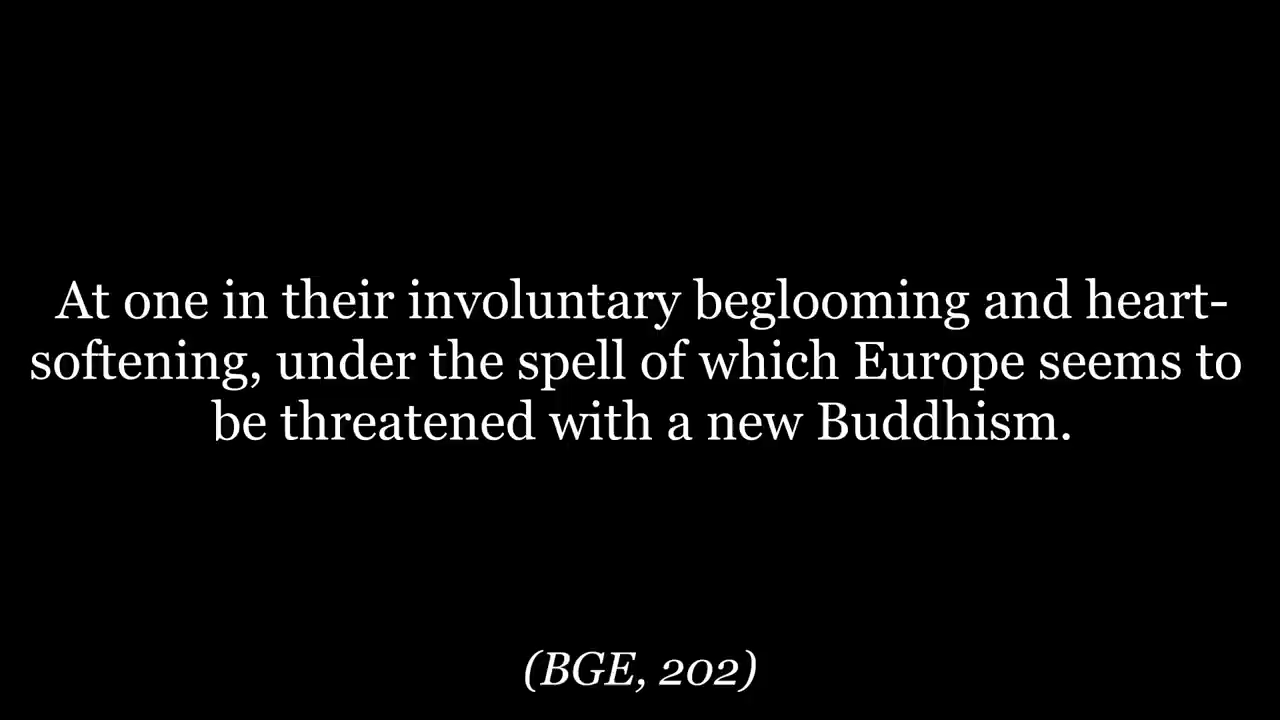 At one in their involuntary beglooming and heart-
softening, under the spell of which Europe seems to
be threatened with a new Buddhism.
(BGE, 202)